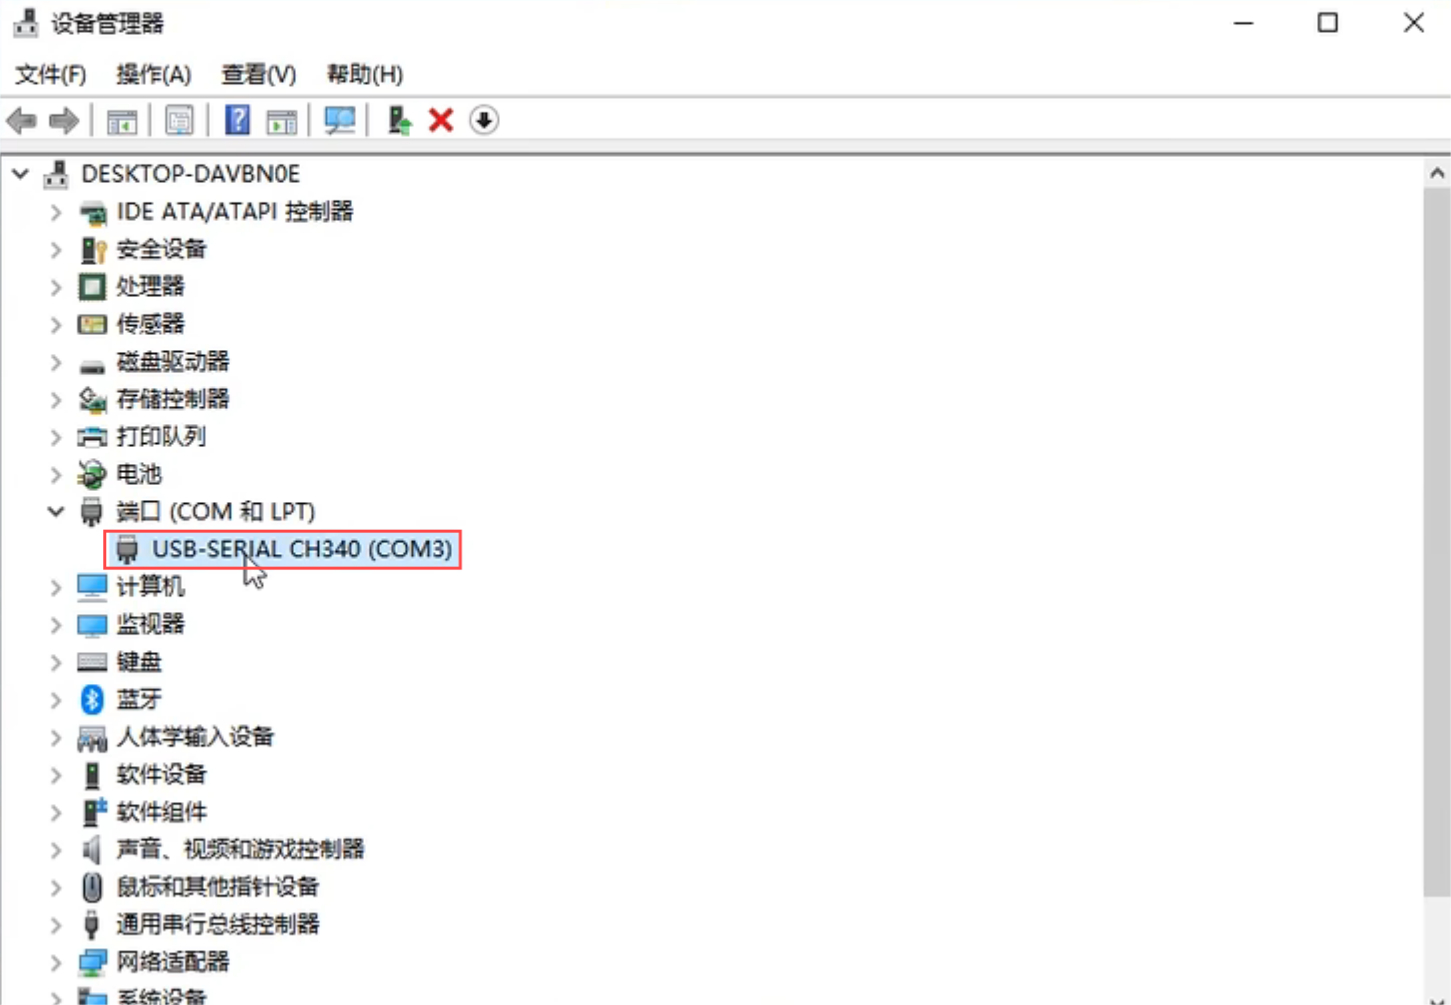 设备管理器
文件(F) 操作(A) 查看(V) 帮助(H)
DESKTOP-DAVBN0E
IDE ATA/ATAPI 控制器
安全设备
处理器
传感器
磁盘驱动器
存储控制器
打印队列
电池
端口 (COM 和 LPT)
USB-SERIAL CH340 (COM3)
计算机
监视器
键盘
蓝牙
人体学输入设备
软件设备
软件组件
声音、视频和游戏控制器
鼠标和其他指针设备
通用串行总线控制器
网络适配器
系统设备